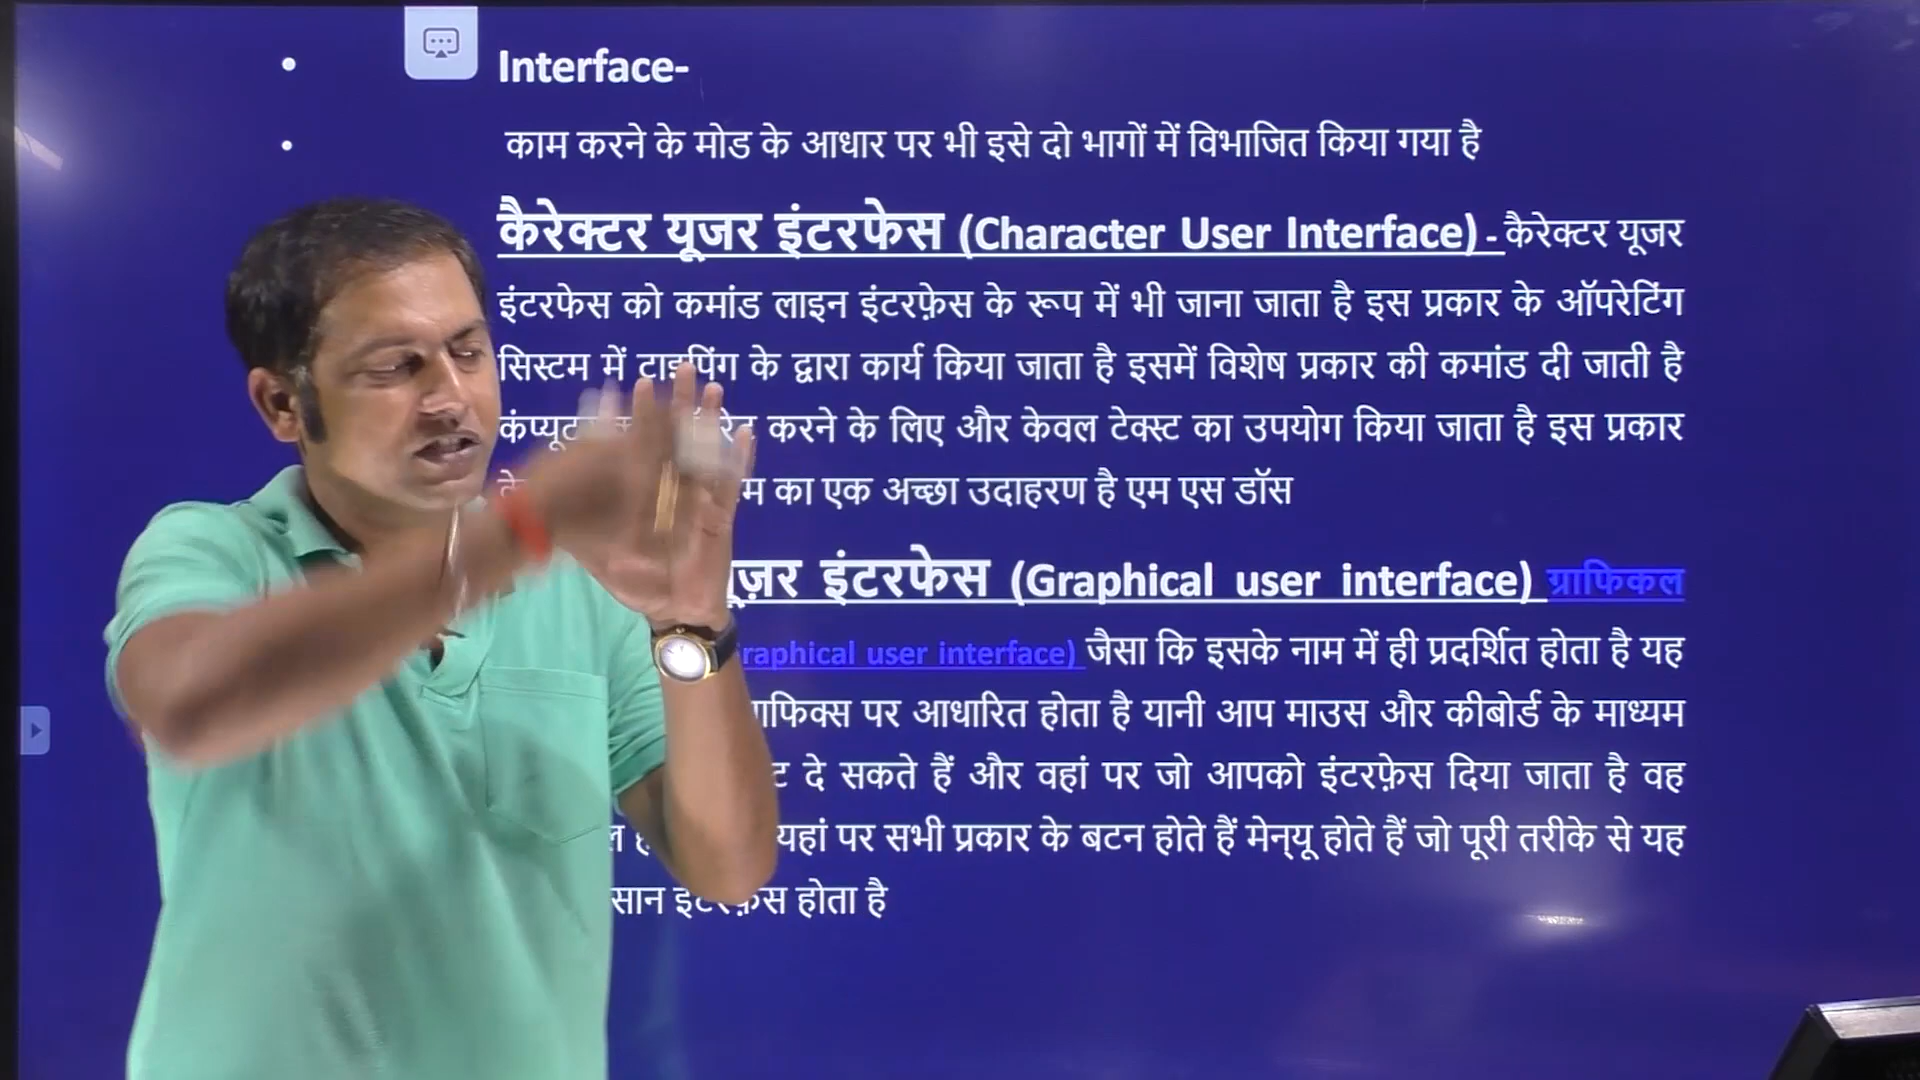 Interface-
काम करने के मोड के आधार पर भी इसे दो भागों में विभाजित किया गया है
कैरेक्टर यूजर इंटरफेस (Character User Interface) - कैरेक्टर यूजर
इंटरफेस को कमांड लाइन इंटरफ़ेस के रूप में भी जाना जाता है इस प्रकार के ऑपरेटिंग
सिस्टम में टाइपिंग के द्वारा कार्य किया जाता है इसमें विशेष प्रकार की कमांड दी जाती है
करने के लिए और केवल टेक्स्ट का उपयोग किया जाता है इस प्रकार
का एक अच्छा उदाहरण है एम एस डॉस
यूज़र इंटरफेस (Graphical user interface) ग्राफिकल
user interface) जैसा कि इसके नाम में ही प्रदर्शित होता है यह
पर आधारित होता है यानी आप माउस और कीबोर्ड के माध्यम
दे सकते हैं और वहां पर जो आपको इंटरफ़ेस दिया जाता है वह
यहां पर सभी प्रकार के बटन होते हैं मेन्‌यू होते हैं जो पूरी तरीके से यह
इंटरफ़ेस होता है